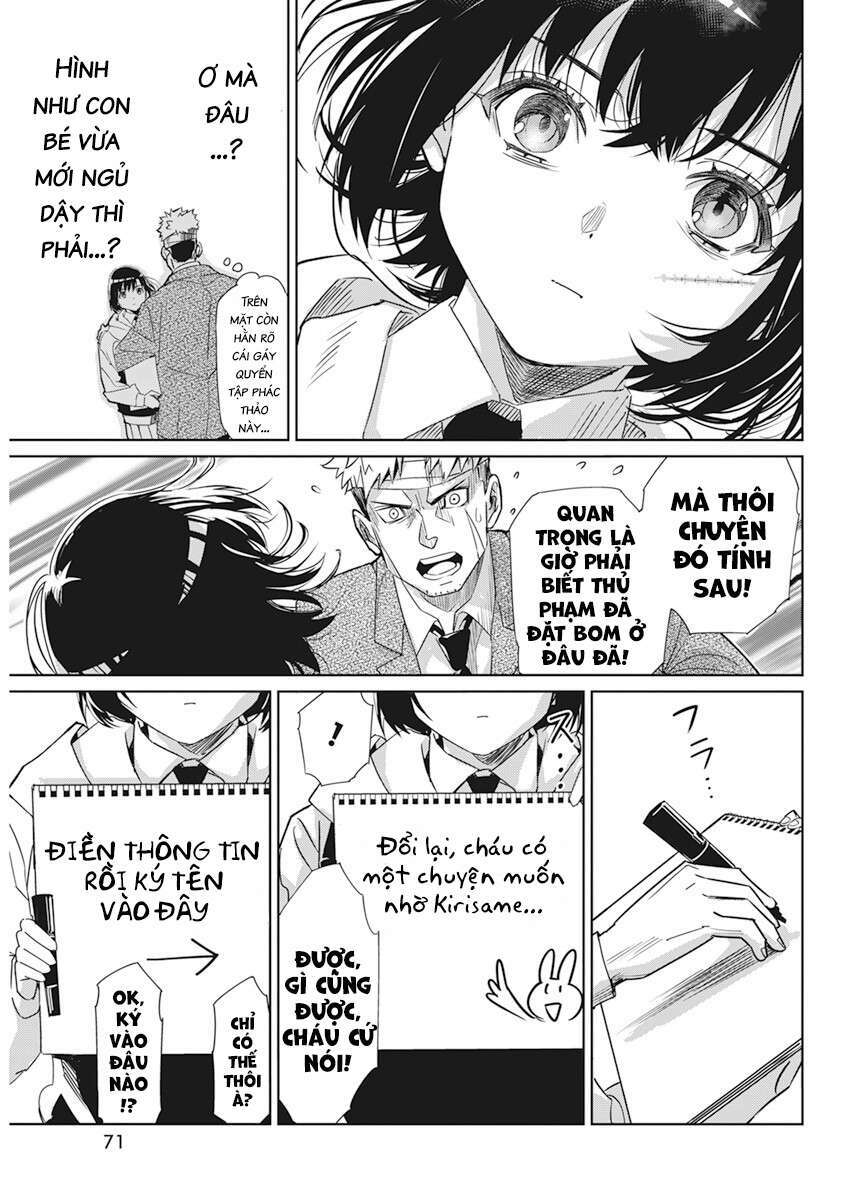 Ơ MÀ
ĐÂU
...?
HÌNH
NHƯ CON
BÉ VỪA
MỚI NGỦ
DẬY THÌ
PHẢI...?
TRÊN
MẶT CÒN
HẰN RÕ
CÁI GÁY
QUYỂN
TẬP PHÁC
THẢO
NÀY...
MÀ THÔI
CHUYỆN
ĐÓ TÍNH
SAU!
QUAN
TRỌNG LÀ
GIỜ PHẢI
BIẾT THỦ
PHẠM ĐÃ
ĐẶT BOM Ở
ĐÂU ĐÃ!
フフフ
ス...
!
Đổi lại, cháu có
một chuyện muốn
nhờ Kirisame...
ĐƯỢC,
GÌ CŨNG
ĐƯỢC,
CHÁU CỨ
NÓI!
ĐIỀN THÔNG TIN
RỒI KÝ TÊN
VÀO ĐÂY
CHỈ
CÓ
THẾ
THÔI
À?
OK,
KÝ
VÀO
ĐÂU
NÀO
!?
71